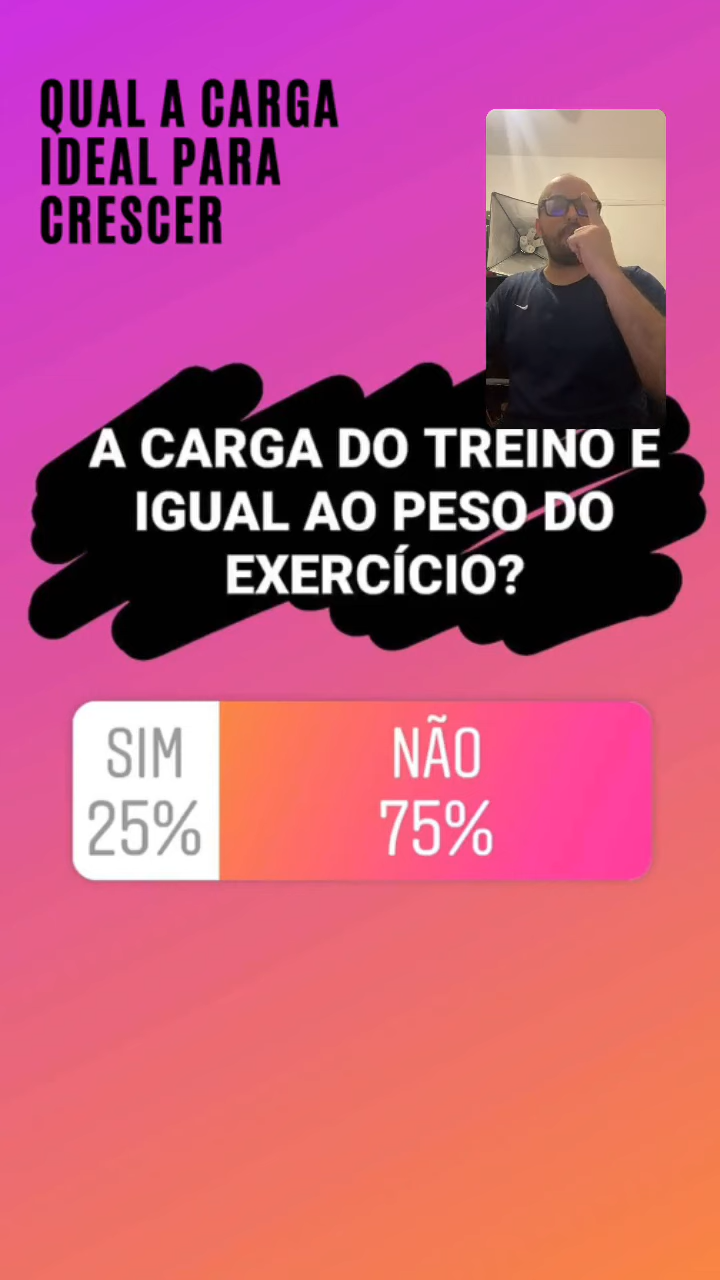 QUAL A CARGA
IDEAL PARA
CRESCER
A CARGA DO TREINO E
IGUAL AO PESO DO
EXERCÍCIO?
SIM
NÃO
25%
75%